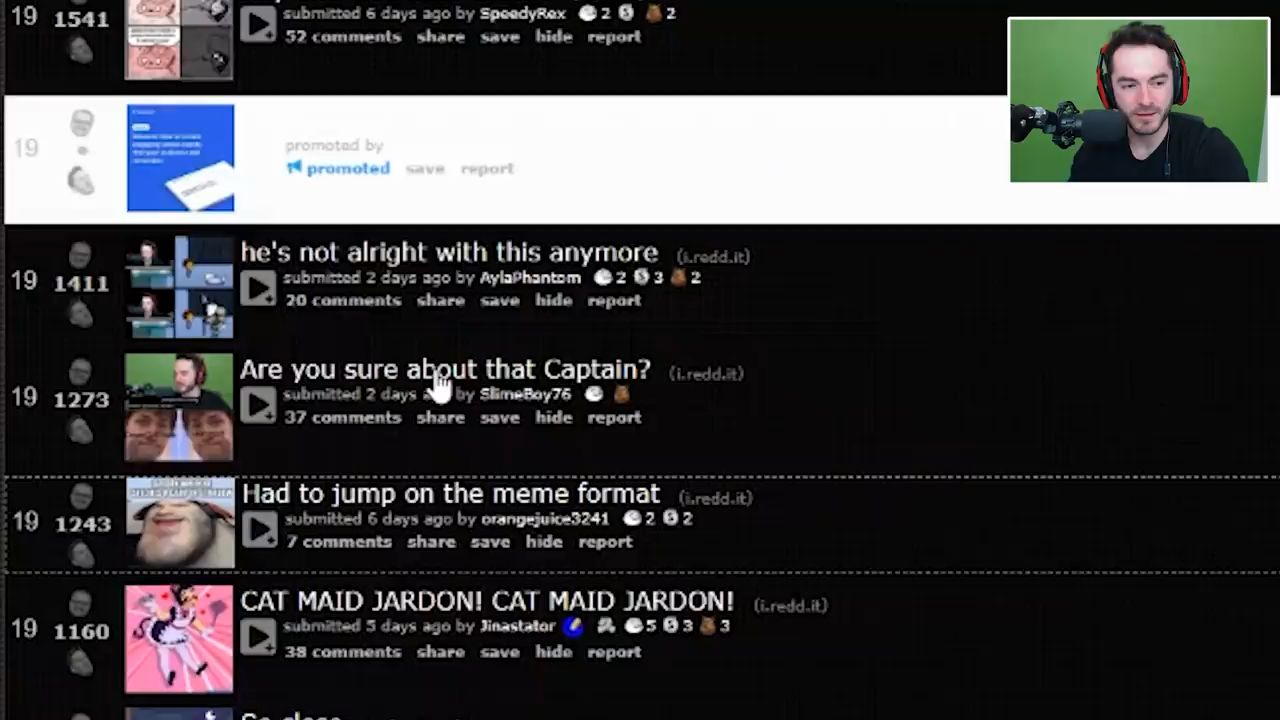 19
1541
submitted 6 days ago by SpeedyRex 2 2
52 comments share save hide report
19
promoted by
promoted save report
he's not alright with this anymore (i.redd.it)
19
1411
submitted 2 days ago by AylaPhantom 2 3 2
20 comments share save hide report
Are you sure about that Captain? (i.redd.it)
19
1273
submitted 2 days by SlimeBoy76
37 comments share save hide report
Had to jump on the meme format (i.redd.it)
19
1243
submitted 6 days ago by orangejuice3241 2 2
7 comments share save hide report
CAT MAID JARDON! CAT MAID JARDON! (i.redd.it)
19
1160
submitted 5 days ago by Jinastator 5 3 3
38 comments share save hide report
So close